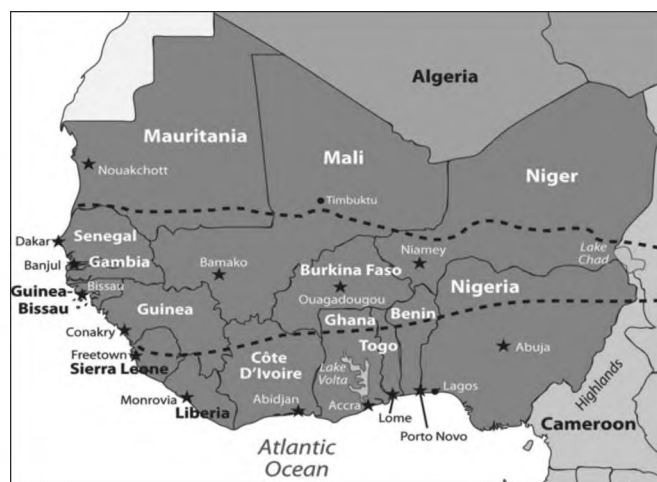 Algeria
Mauritania
Mali
Niger
Nouakchott
Timbuktu
Dakar
Senegal
Niamey
Lake
Chad
Banjul
Gambia
Bamako
Burkina Faso
Guinea-
Bissau
Bissau
Guinea
Ouagadougou
Nigeria
Ghana
Benin
Conakry
Togo
Abuja
Freetown
Sierra Leone
Côte
D'Ivoire
Lake
Volta
Highlands
Monrovia
Liberia
Abidjan
Accra
Lagos
Lome
Porto Novo
Cameroon
Atlantic
Ocean